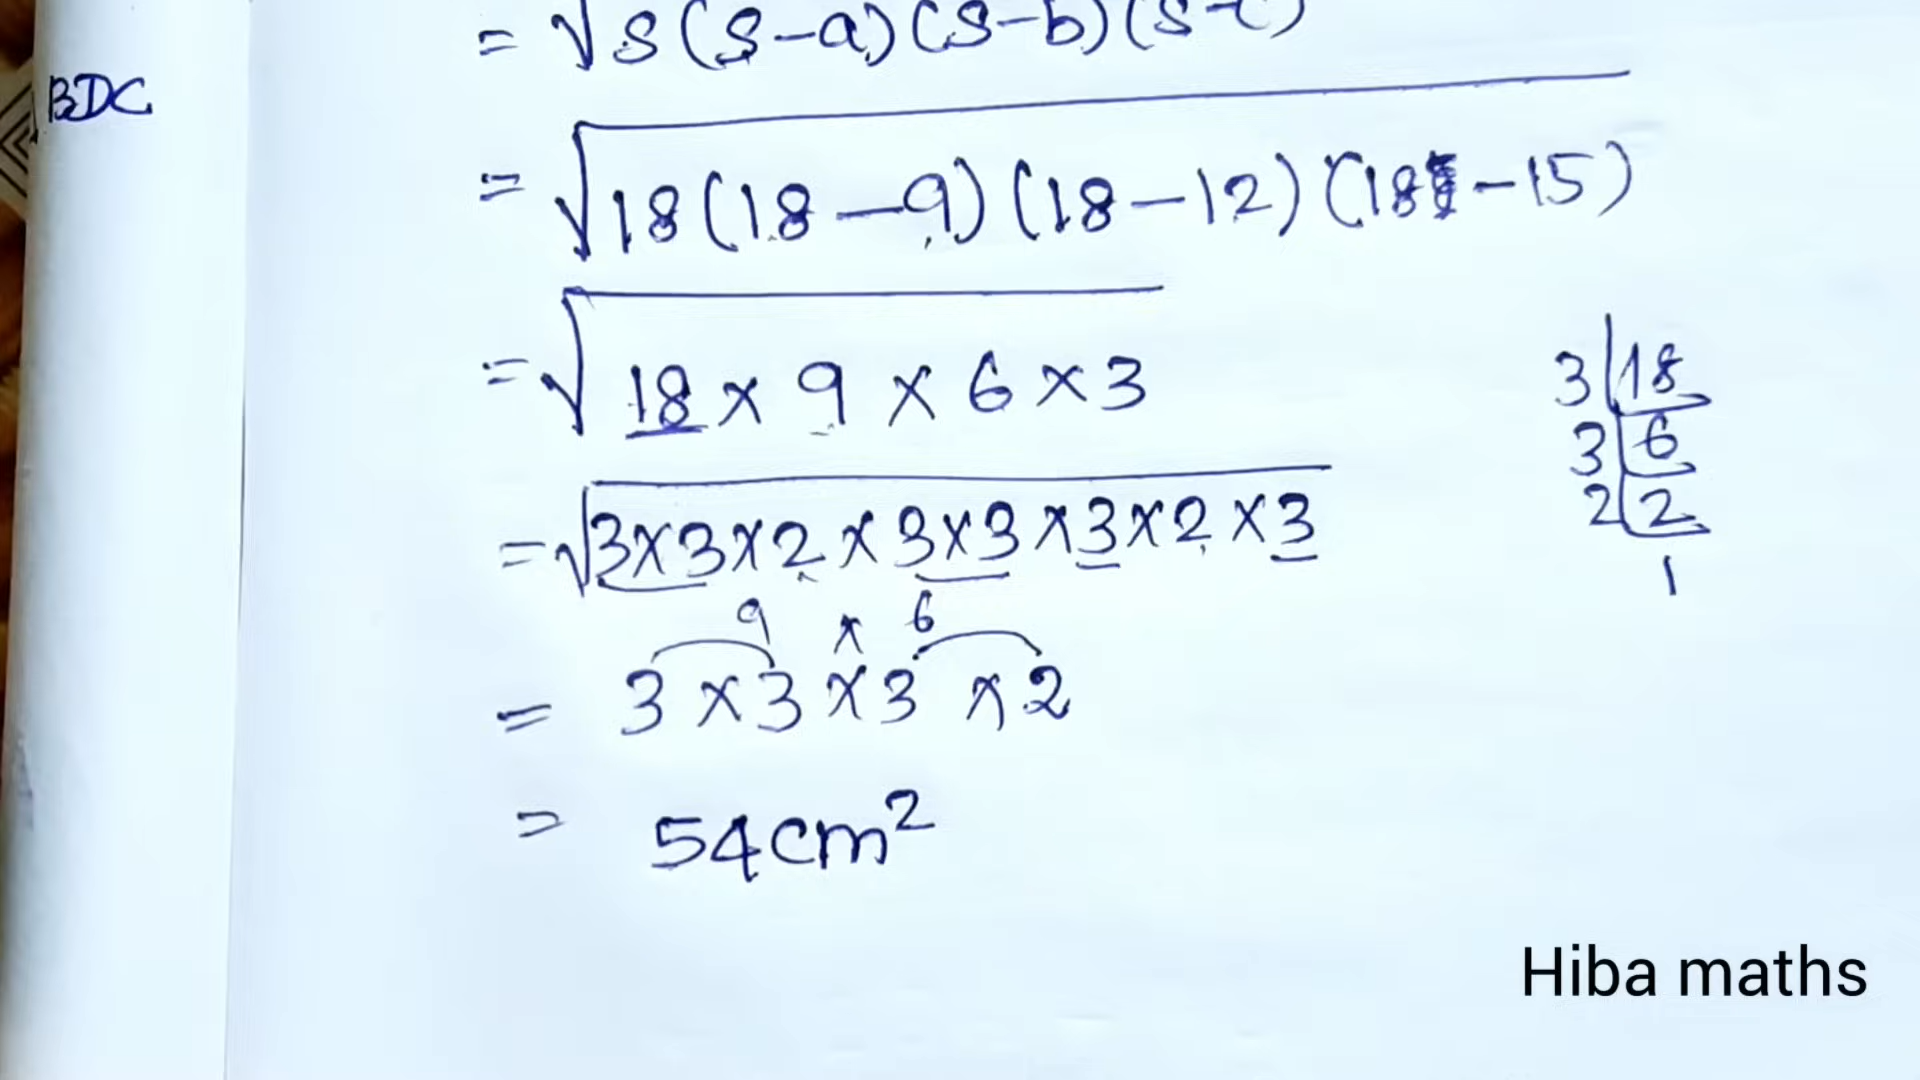 = √s(s-a)(s-b)(s-c)
BDC
= √18(18-9)(18-12)(18-15)
= √18×9×6×3
3|18
3|6
2|2
1
= √3×3×2×3×3×3×2×3
9 × 6
= 3×3×3×2
= 54cm²
Hiba maths